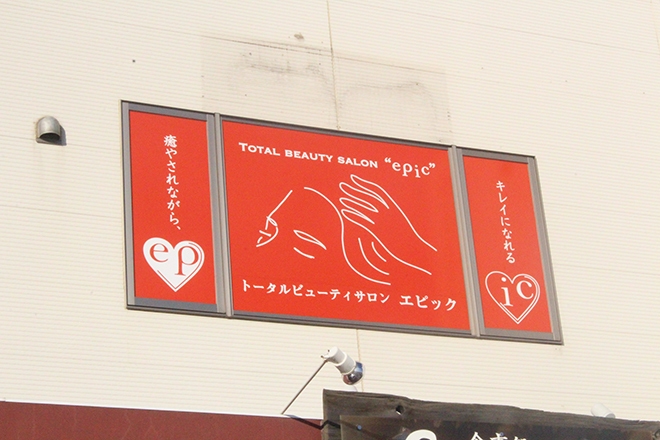 癒やされながら、
ep
TOTAL BEAUTY SALON “epic”
トータルビューティサロン エピック
キレイになれる
ic